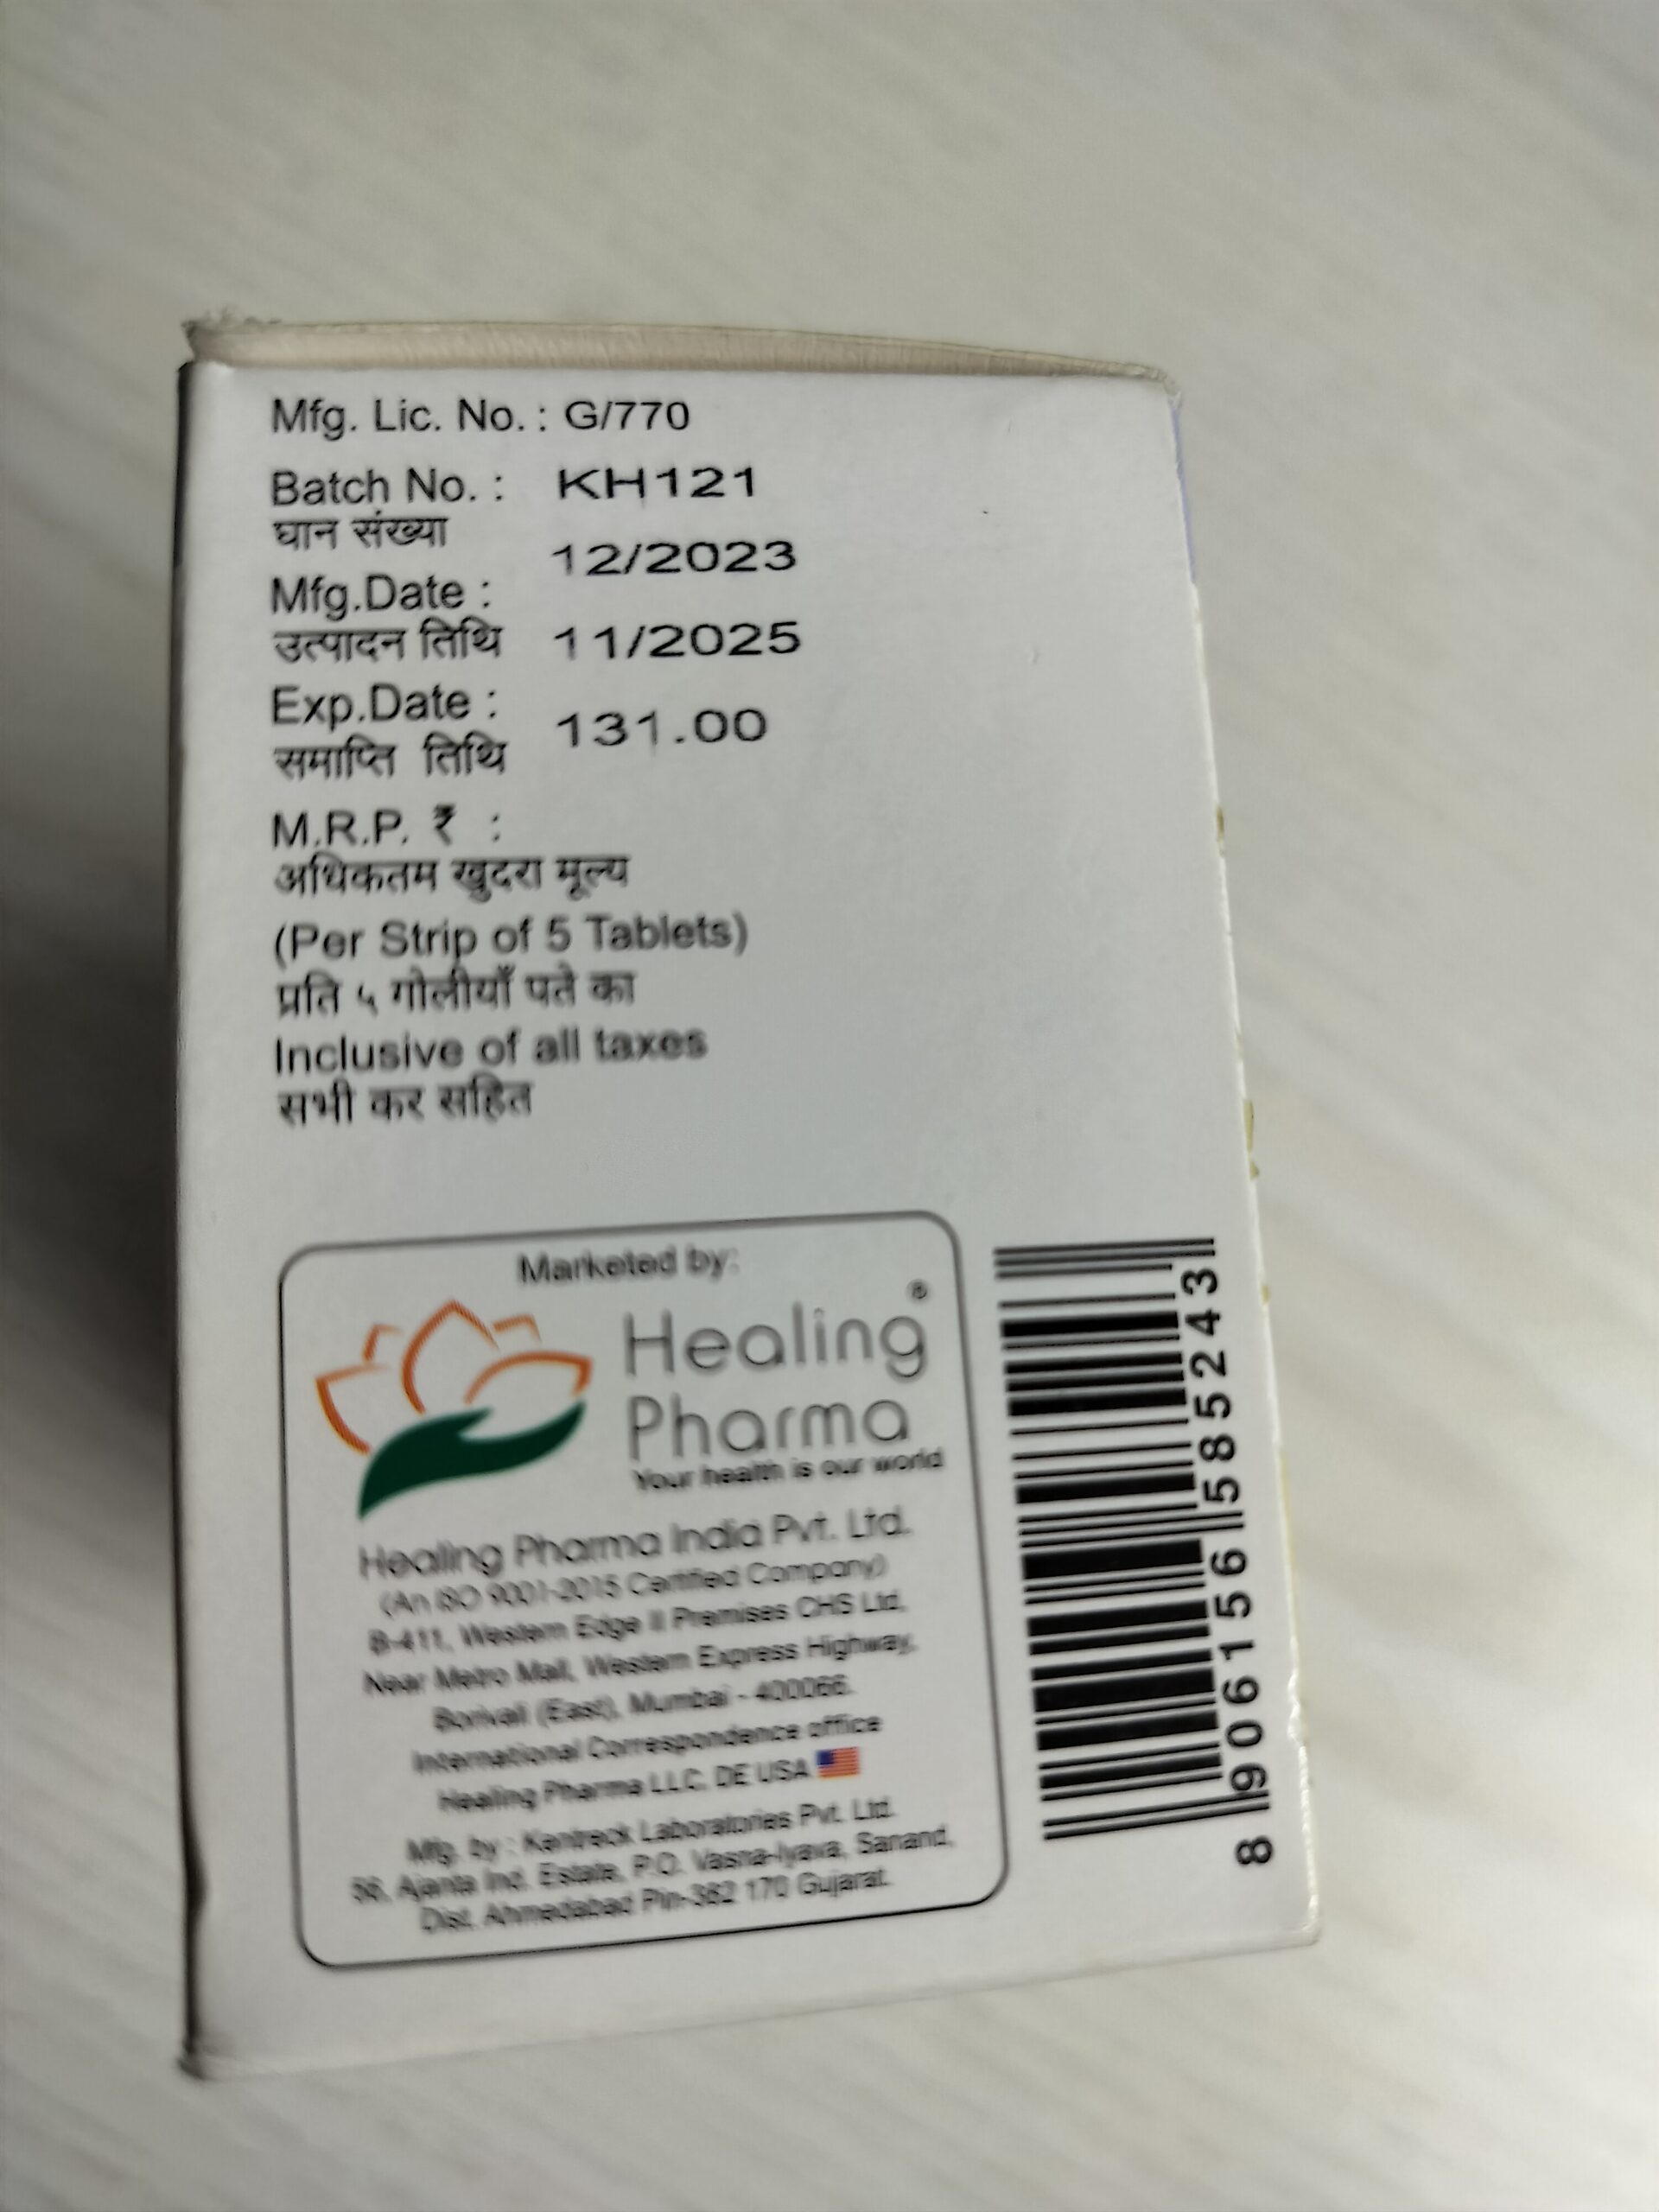 Mfg. Lic. No. : G/770
Batch No. : KH121
घान संख्या
12/2023
Mfg.Date :
उत्पादन तिथि 11/2025
Exp.Date :
समाप्ति तिथि 131.00
M.R.P. ₹ :
अधिकतम खुदरा मूल्य
(Per Strip of 5 Tablets)
प्रति ५ गोलीयाँ पते का
Inclusive of all taxes
सभी कर सहित
Marketed by:
Healing®
Pharma
Your health is our world
Healing Pharma India Pvt. Ltd.
(An ISO 9001-2015 Certified Company)
B-411, Western Edge II Premises CHS Ltd,
Near Metro Mall, Western Express Highway,
Borivali (East), Mumbai - 400066.
International Correspondence office
Healing Pharma LLC, DE USA
Mfg. by : Kentreck Laboratories Pvt. Ltd.
56, Ajanta Ind. Estate, P.O. Vasna-Iyava, Sanand,
Dist. Ahmedabad Pin-382 170 Gujarat.
8 906156 585243